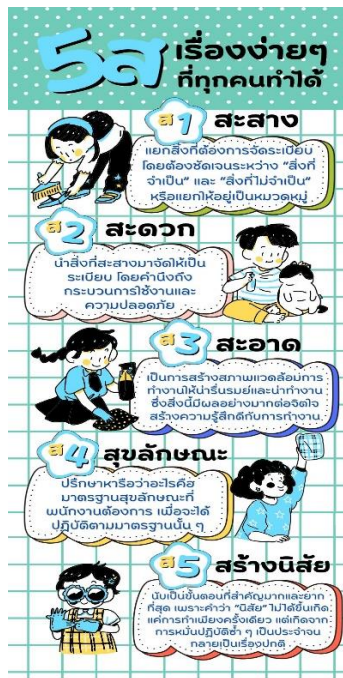 5ส เรื่องง่ายๆ
ที่ทุกคนทำได้
ส1 สะสาง
แยกสิ่งที่ต้องการจัดระเบียบ
โดยต้องชัดเจนระหว่าง “สิ่งที่
จำเป็น” และ “สิ่งที่ไม่จำเป็น”
หรือแยกให้อยู่เป็นหมวดหมู่
ส2 สะดวก
นำสิ่งที่สะสางมาจัดให้เป็น
ระเบียบ โดยคำนึงถึง
กระบวนการใช้งานและ
ความปลอดภัย
ส3 สะอาด
เป็นการสร้างสภาพแวดล้อมการ
ทำงานให้น่ารื่นรมย์และน่าทำงาน
ซึ่งสิ่งนี้มีผลอย่างมากต่อจิตใจ
สร้างความรู้สึกดีกับการทำงาน
ส4 สุขลักษณะ
ปรึกษาหารือว่าอะไรคือ
มาตรฐานสุขลักษณะที่
พนักงานต้องการ เพื่อจะได้
ปฏิบัติตามมาตรฐานนั้น ๆ
ส5 สร้างนิสัย
นับเป็นขั้นตอนที่สำคัญมากและยาก
ที่สุด เพราะคำว่า “นิสัย” ไม่ได้ขึ้นเกิด
แค่การทำเพียงครั้งเดียว แต่เกิดจาก
การหมั่นปฏิบัติซ้ำ ๆ เป็นประจำจน
กลายเป็นเรื่องปกติ